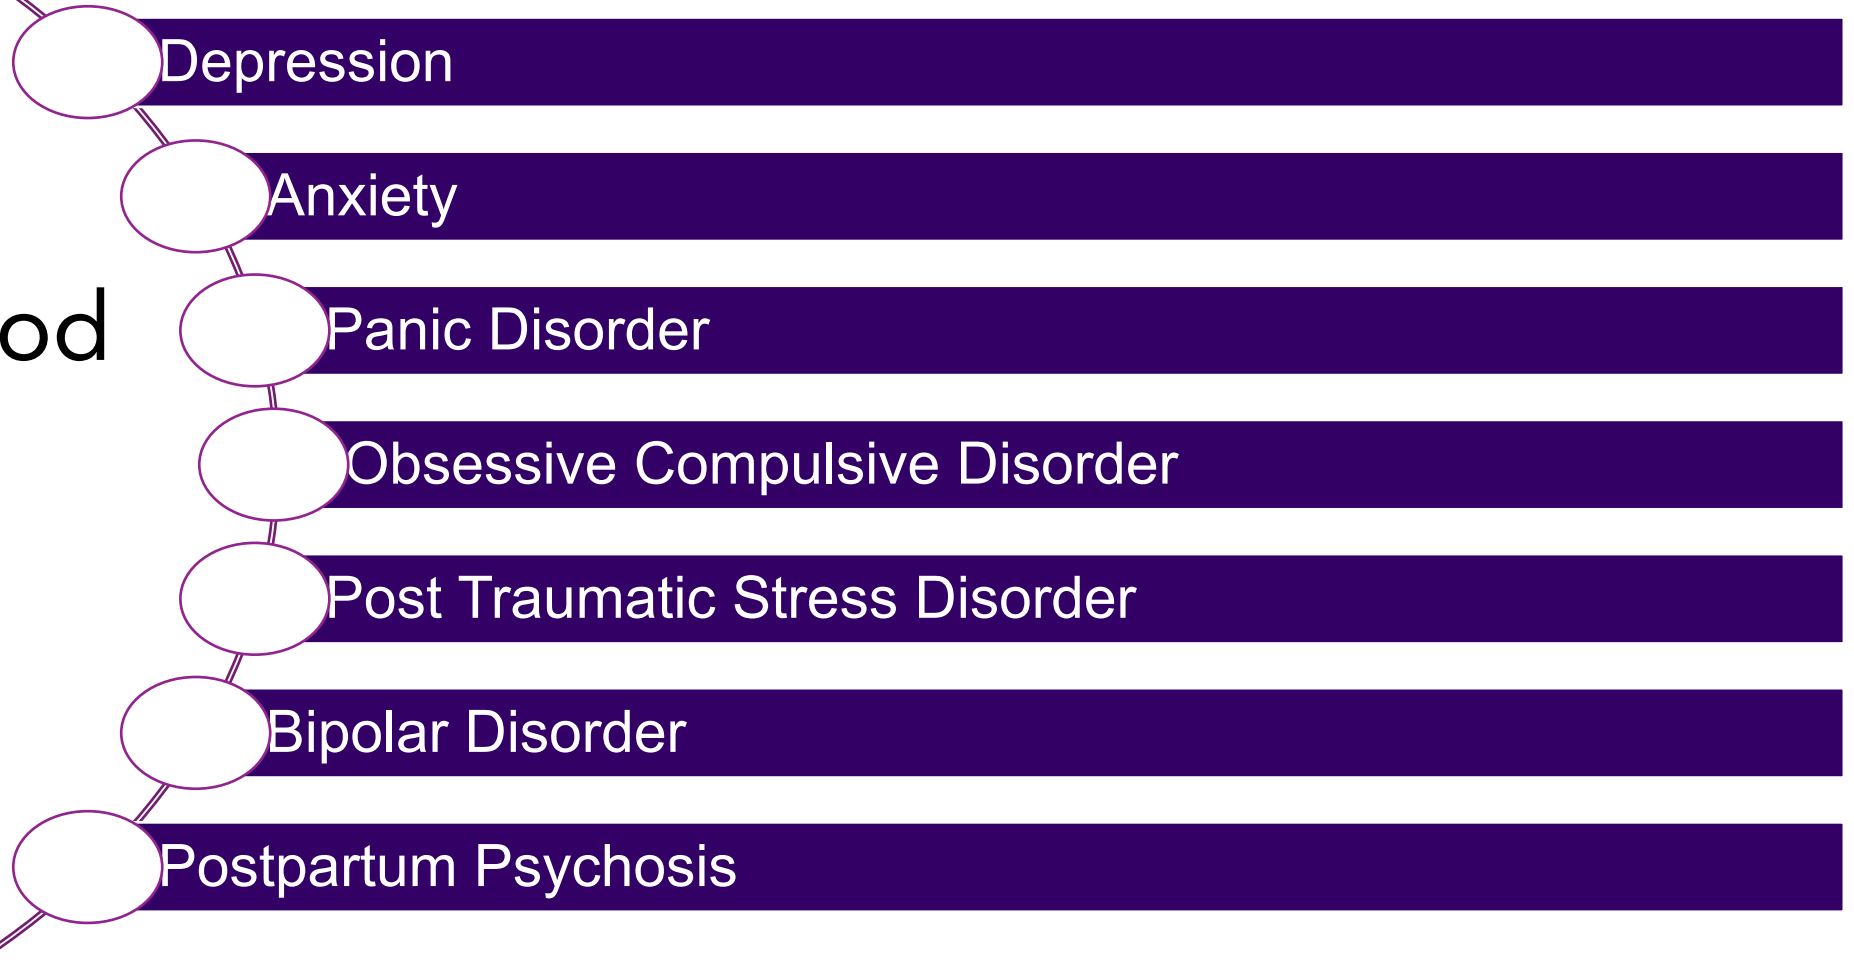 Depression
Anxiety
od
Panic Disorder
Obsessive Compulsive Disorder
Post Traumatic Stress Disorder
Bipolar Disorder
Postpartum Psychosis